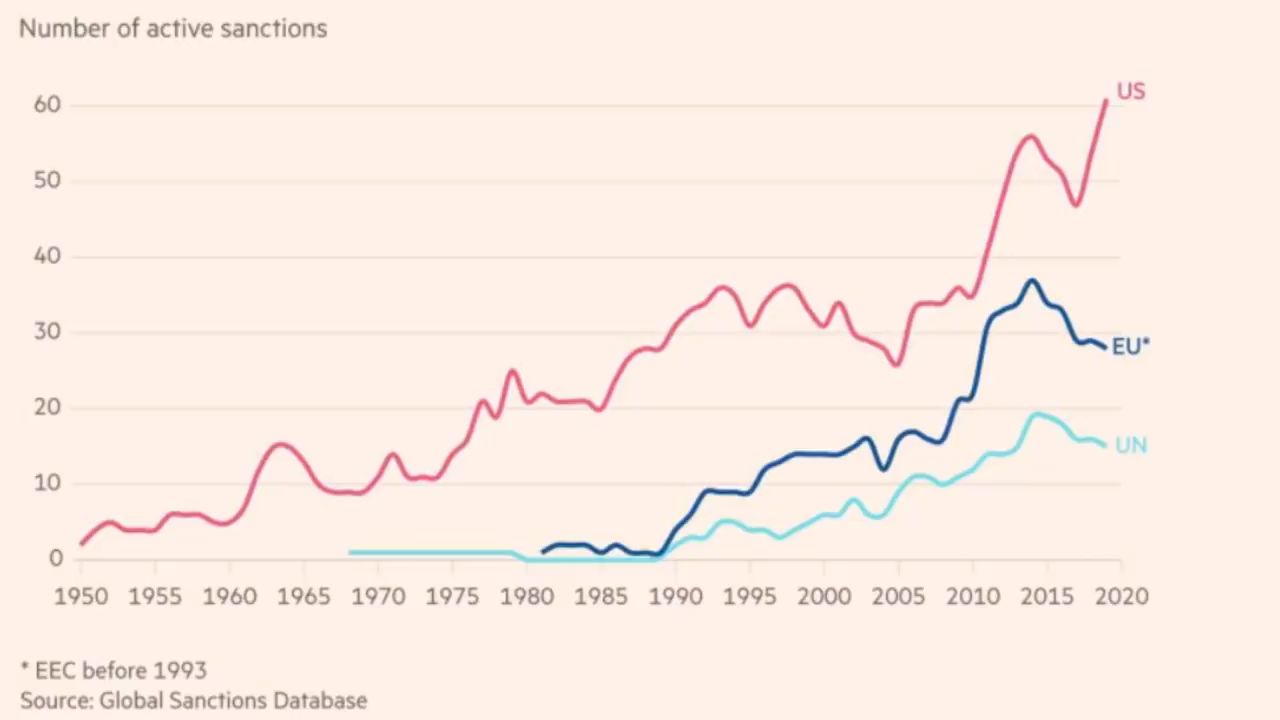 Number of active sanctions
60
US
50
40
30
EU*
20
UN
10
0
1950 1955 1960 1965 1970 1975 1980 1985 1990 1995 2000 2005 2010 2015 2020
* EEC before 1993
Source: Global Sanctions Database